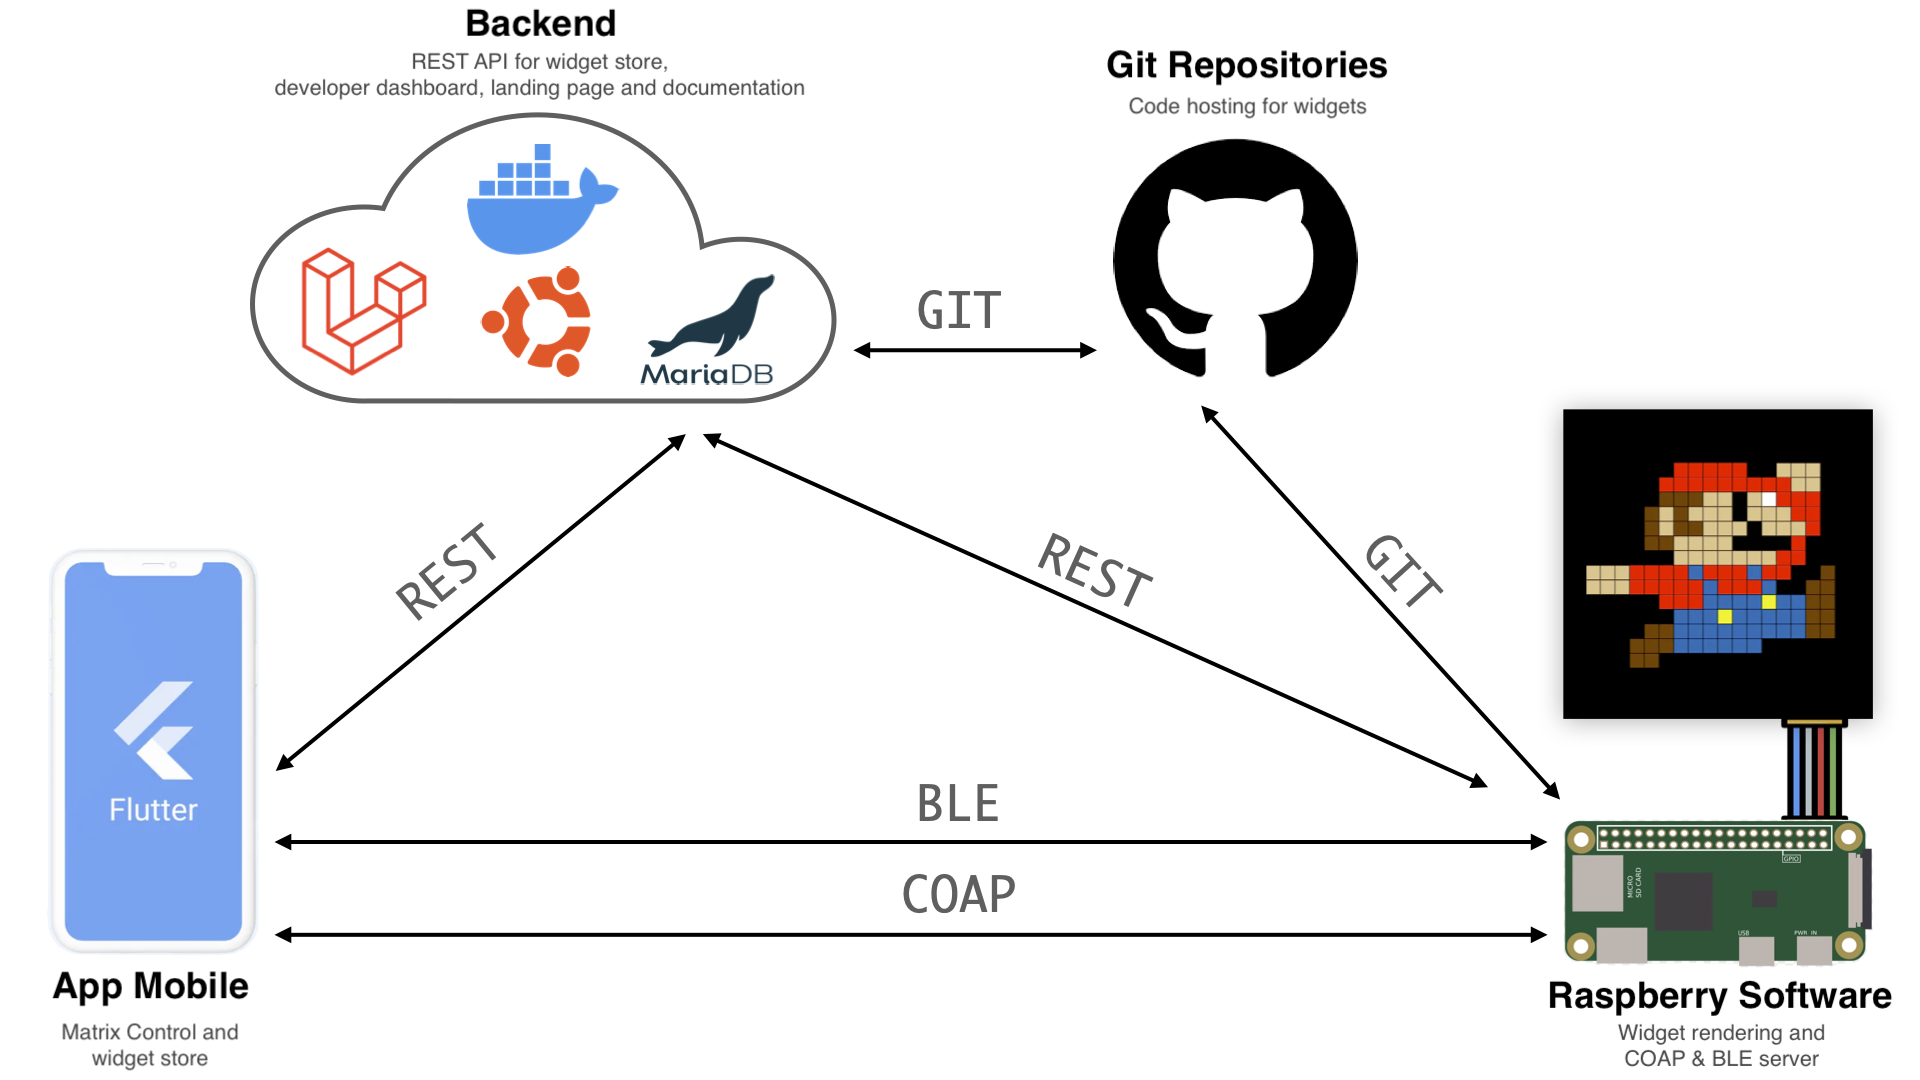 Backend
REST API for widget store,
developer dashboard, landing page and documentation
Git Repositories
Code hosting for widgets
MariaDB
GIT
REST
REST
GIT
Flutter
BLE
COAP
GPIO
MICRO
SD CARD
USB
PWR IN
App Mobile
Matrix Control and
widget store
Raspberry Software
Widget rendering and
COAP & BLE server